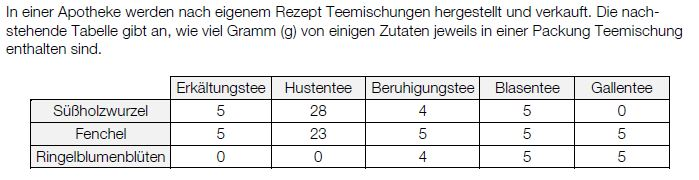 In einer Apotheke werden nach eigenem Rezept Teemischungen hergestellt und verkauft. Die nach-
stehende Tabelle gibt an, wie viel Gramm (g) von einigen Zutaten jeweils in einer Packung Teemischung
enthalten sind.
Erkältungstee Hustentee Beruhigungstee Blasentee Gallentee
Süßholzwurzel 5 28 4 5 0
Fenchel 5 23 5 5 5
Ringelblumenblüten 0 0 4 5 5